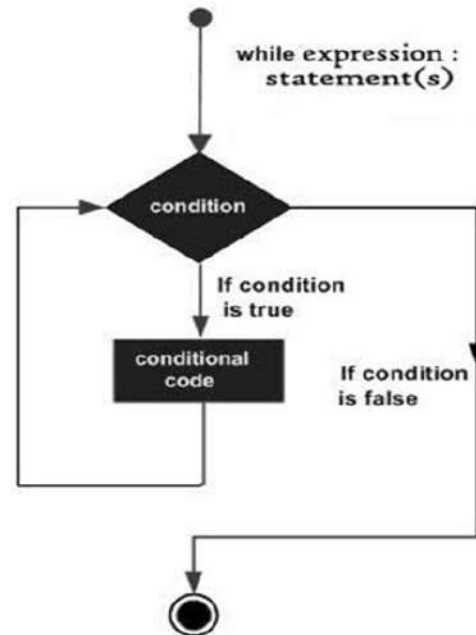 while expression :
statement(s)
condition
If condition
is true
conditional
code
If condition
is false